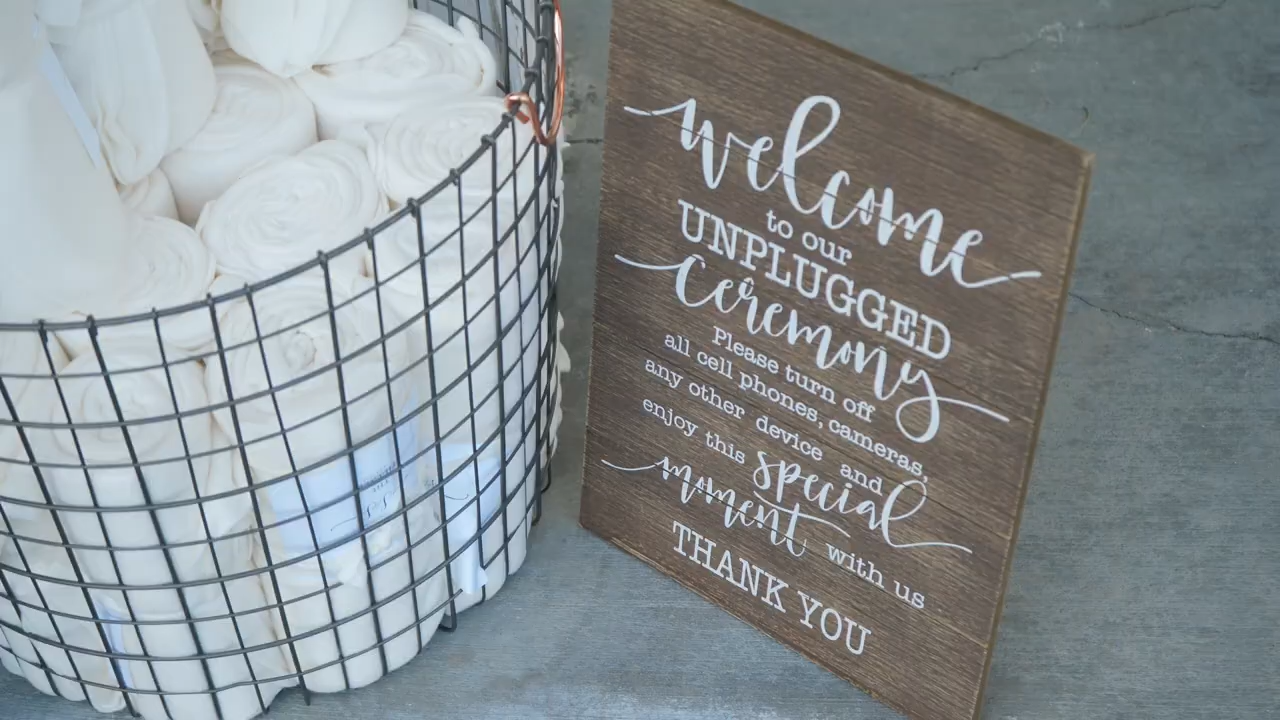 welcome
to our
UNPLUGGED
ceremony
Please turn off
all cell phones, cameras,
any other device and
enjoy this special
moment with us
THANK YOU